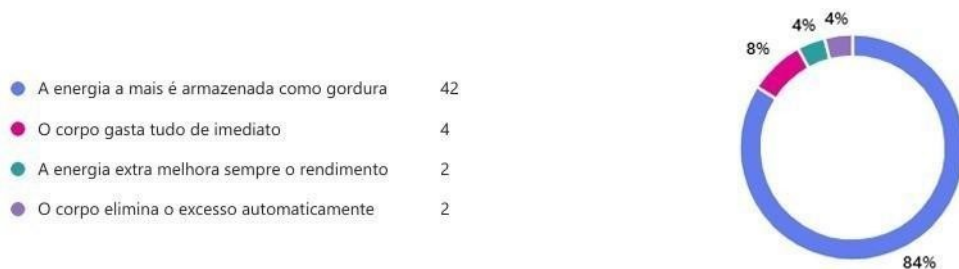 A energia a mais é armazenada como gordura 42
O corpo gasta tudo de imediato 4
A energia extra melhora sempre o rendimento 2
O corpo elimina o excesso automaticamente 2
4% 4%
8%
84%